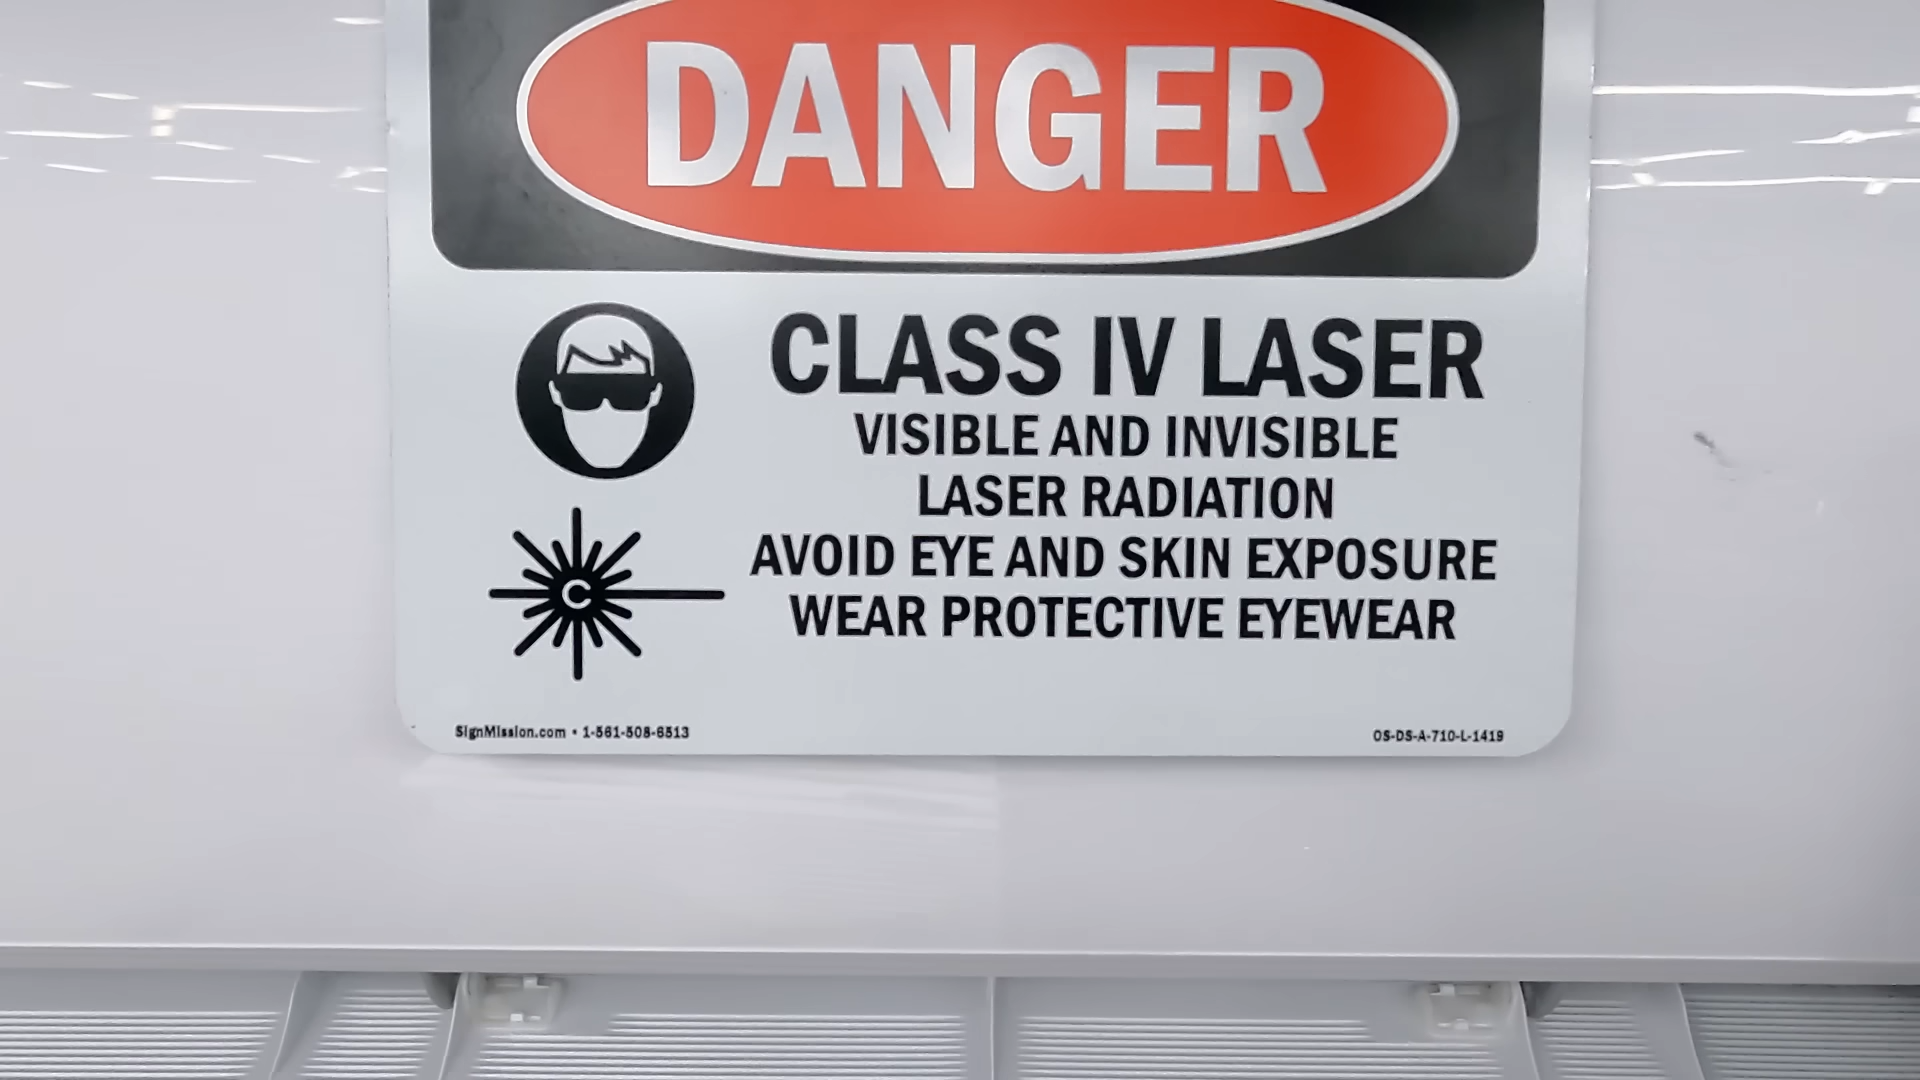 DANGER
CLASS IV LASER
VISIBLE AND INVISIBLE
LASER RADIATION
AVOID EYE AND SKIN EXPOSURE
WEAR PROTECTIVE EYEWEAR
SignMission.com • 1-561-508-6513
OS-DS-A-710-L-1419